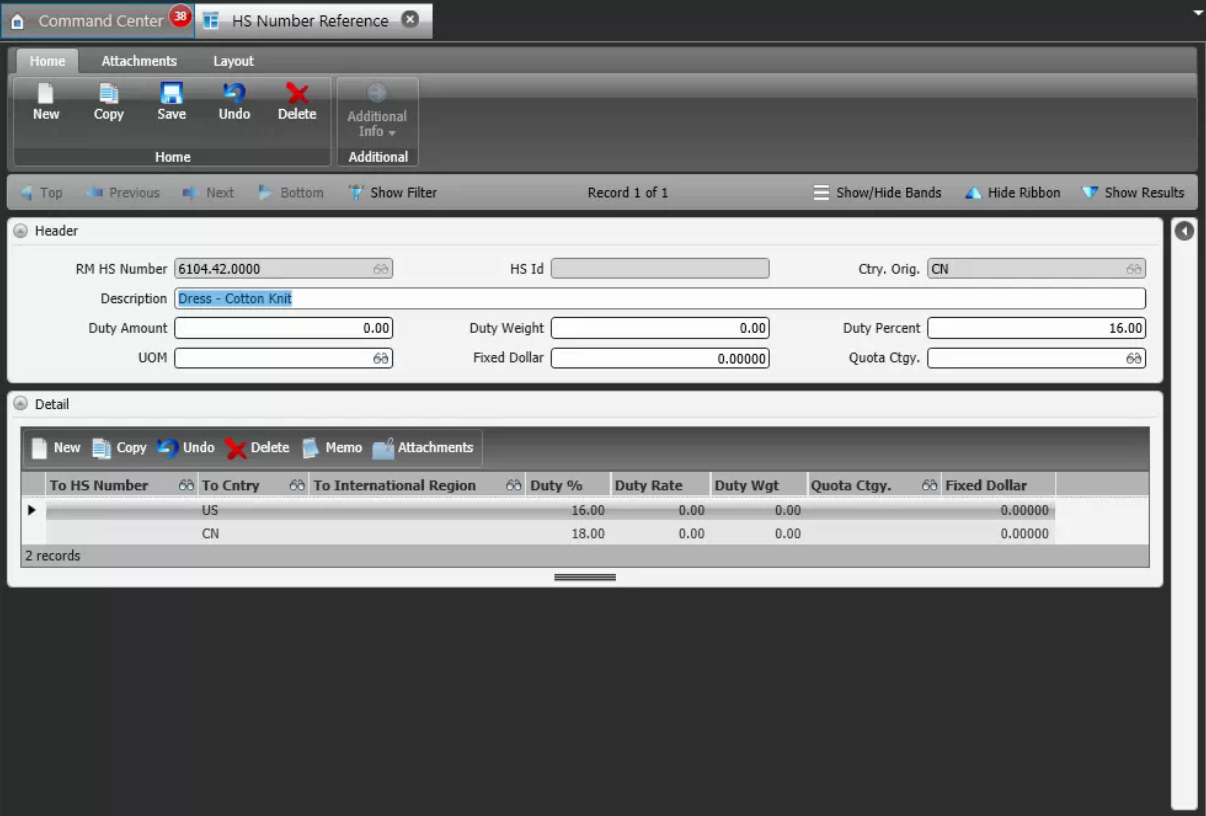 Command Center 38 HS Number Reference
Home Attachments Layout
New Copy Save Undo Delete Additional Info
Home Additional
Top Previous Next Bottom Show Filter Record 1 of 1 Show/Hide Bands Hide Ribbon Show Results
Header
RM HS Number 6104.42.0000 HS Id Ctry. Orig. CN
Description Dress - Cotton Knit
Duty Amount 0.00 Duty Weight 0.00 Duty Percent 16.00
UOM Fixed Dollar 0.00000 Quota Ctgy.
Detail
New Copy Undo Delete Memo Attachments
To HS Number To Cntry To International Region Duty % Duty Rate Duty Wgt Quota Ctgy. Fixed Dollar
US 16.00 0.00 0.00 0.00000
CN 18.00 0.00 0.00 0.00000
2 records